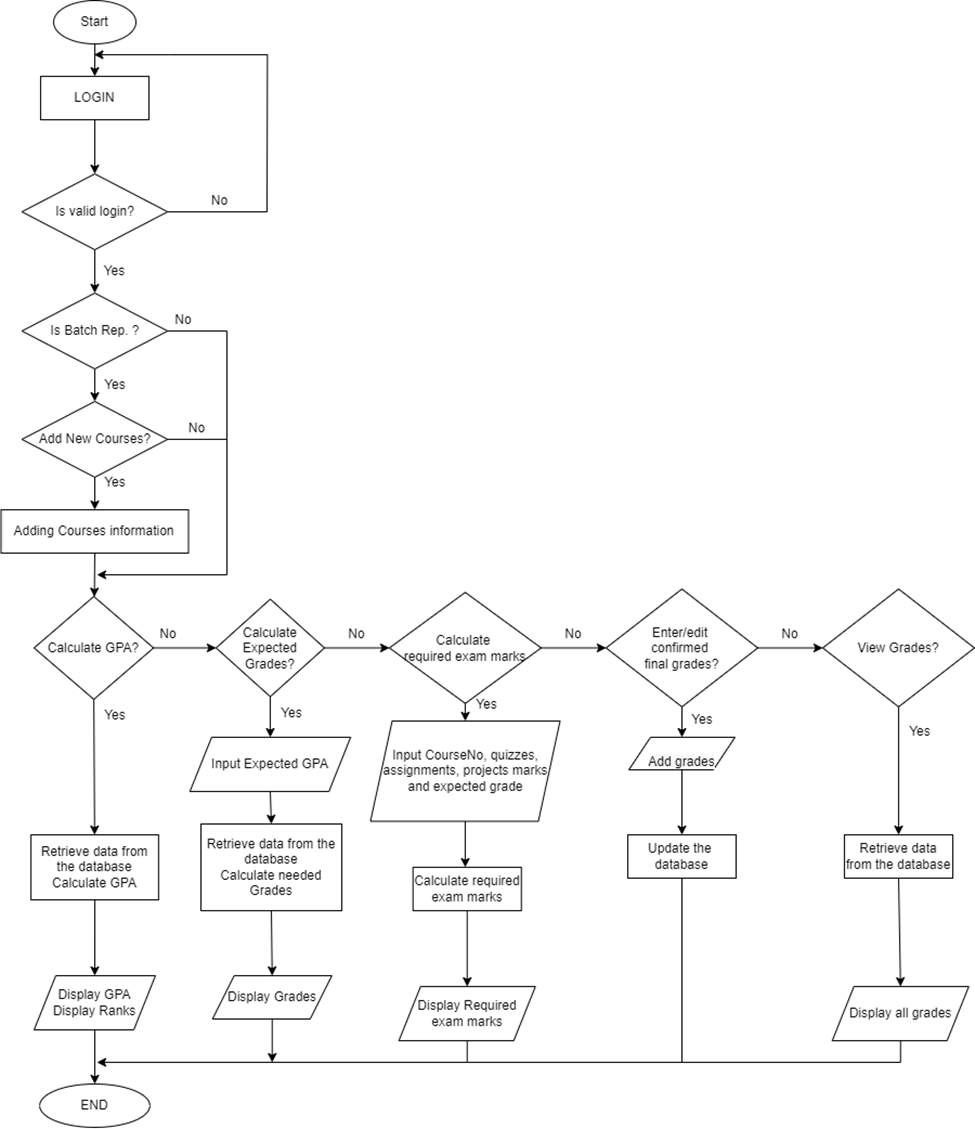 Start
LOGIN
Is valid login?
No
Yes
Is Batch Rep. ?
No
Yes
Add New Courses?
No
Yes
Adding Courses information
Calculate GPA?
No
Calculate
Expected
Grades?
No
Calculate
required exam marks
No
Enter/edit
confirmed
final grades?
No
View Grades?
Yes
Yes
Yes
Yes
Yes
Input Expected GPA
Input CourseNo, quizzes,
assignments, projects marks
and expected grade
Add grades
Retrieve data from
the database
Calculate GPA
Retrieve data from the
database
Calculate needed
Grades
Calculate required
exam marks
Update the
database
Retrieve data
from the database
Display GPA
Display Ranks
Display Grades
Display Required
exam marks
Display all grades
END